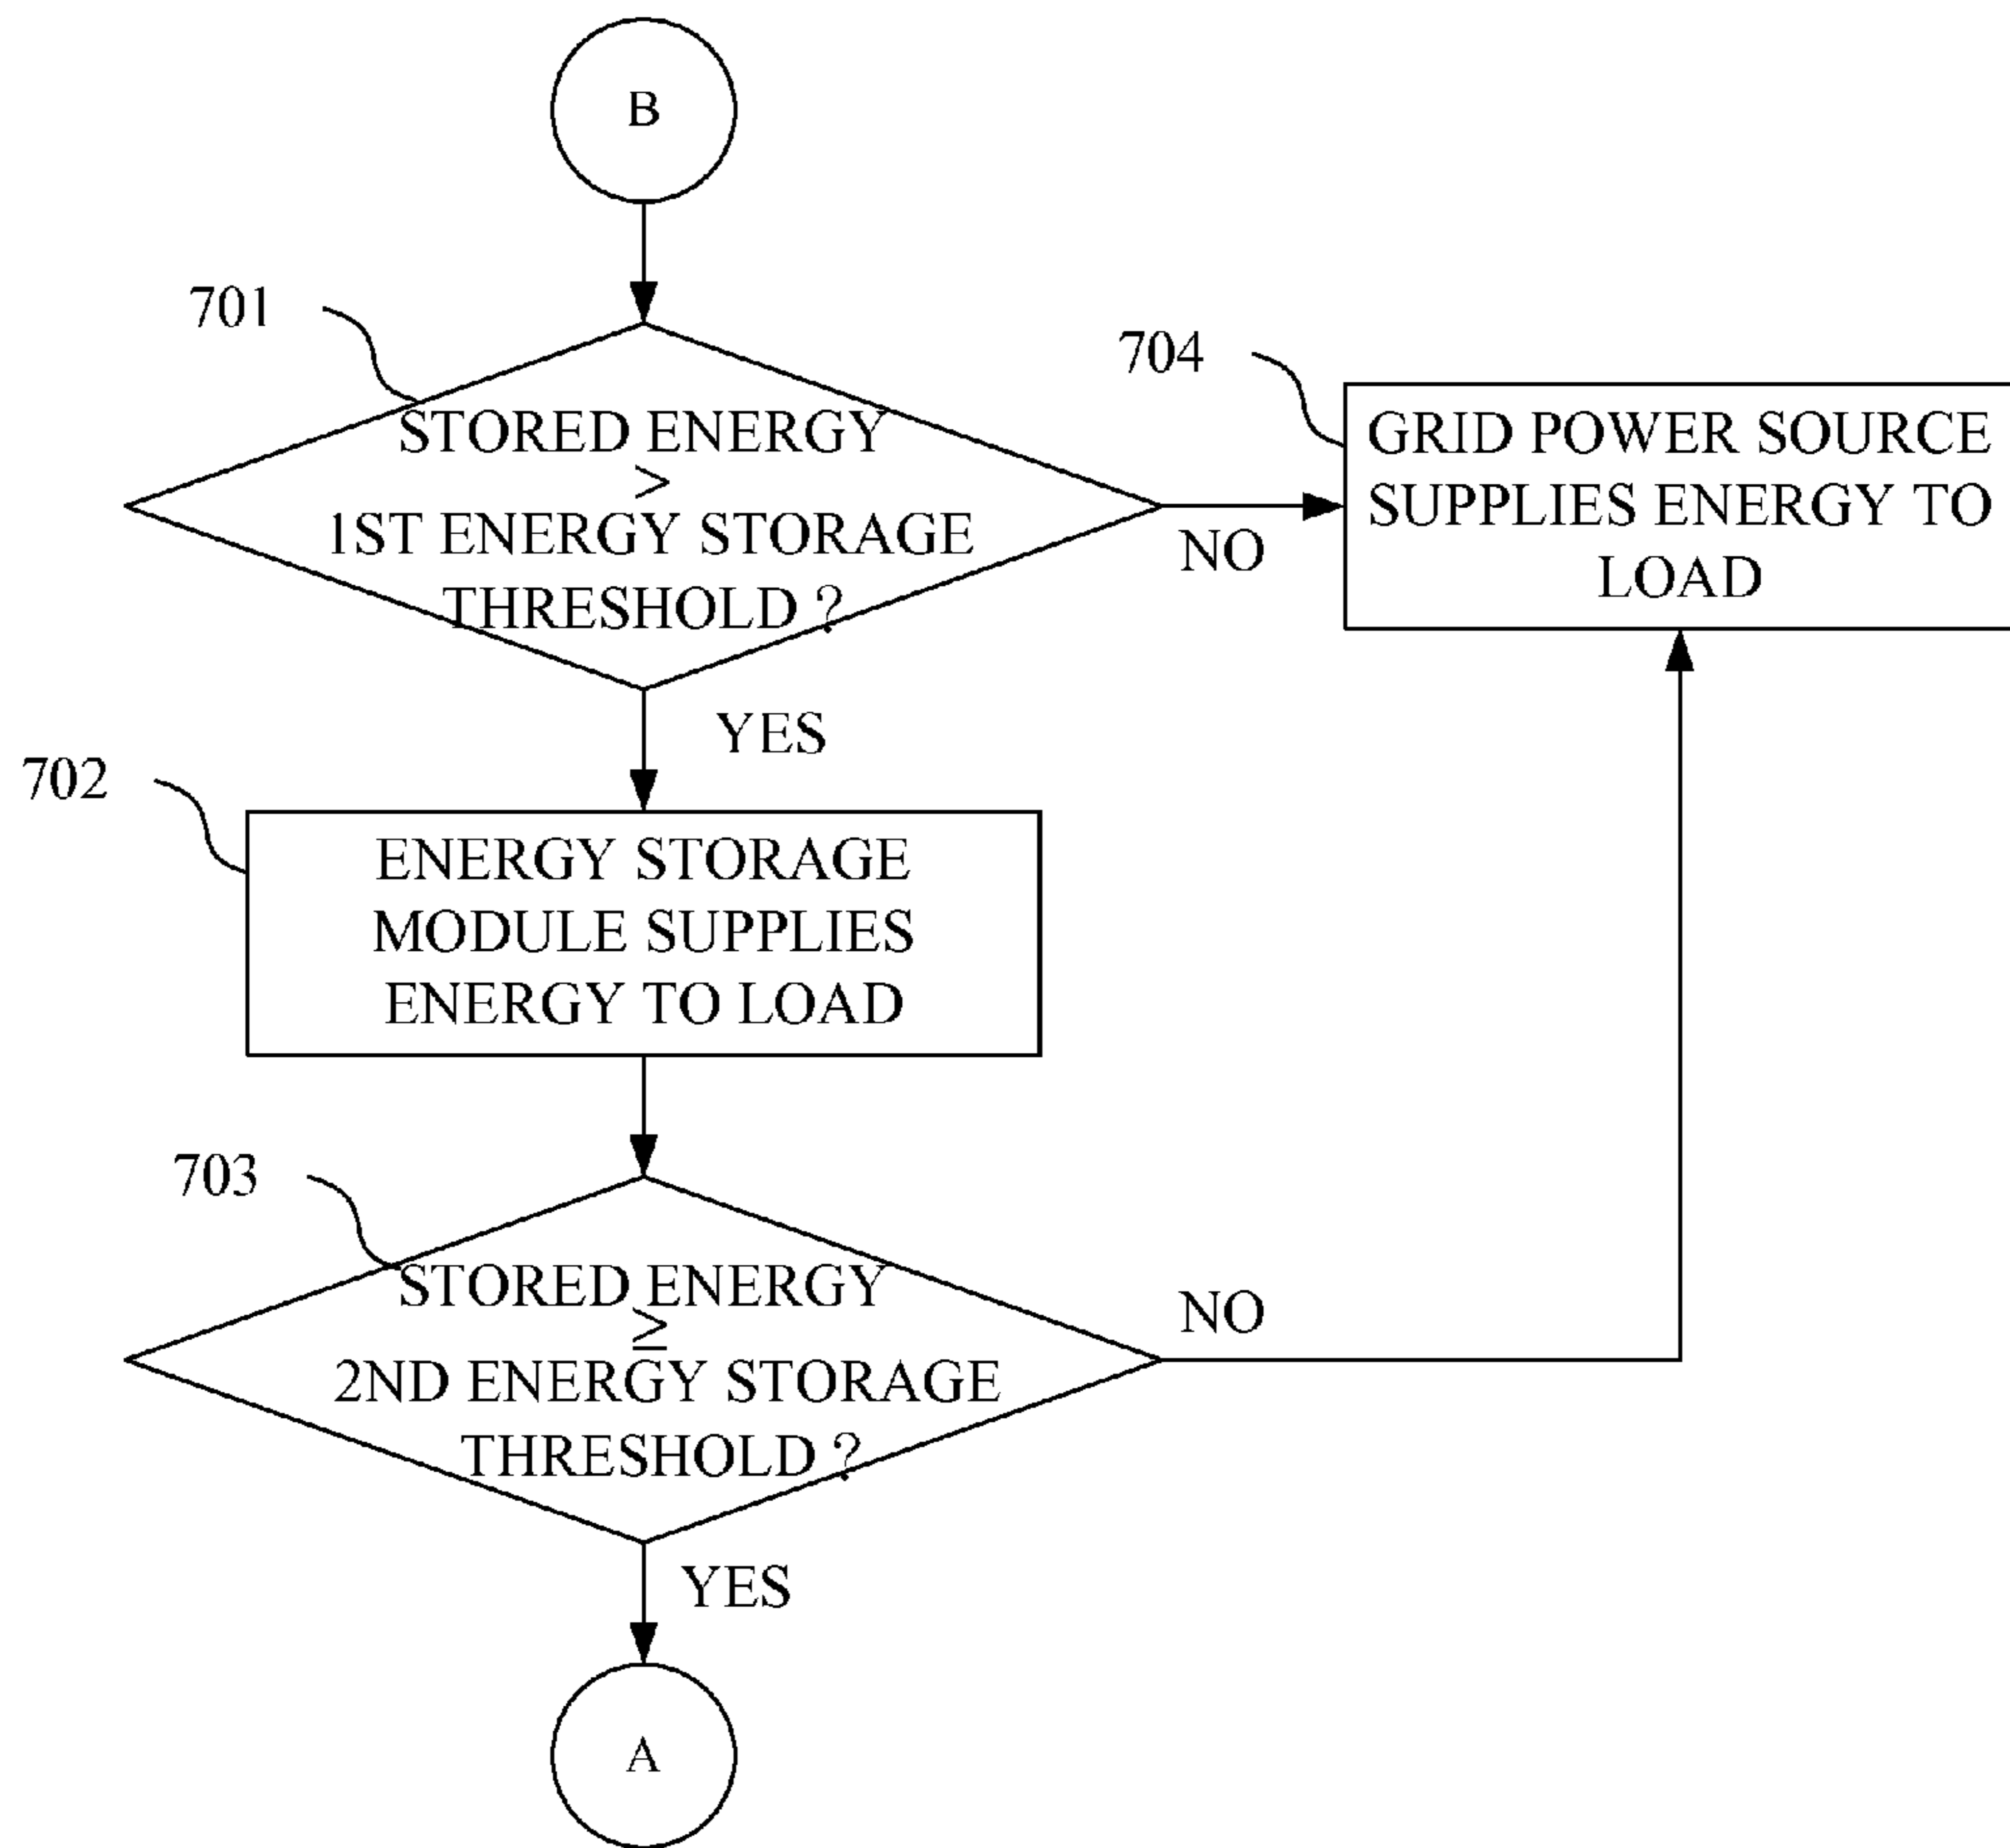 B
701
STORED ENERGY
>
1ST ENERGY STORAGE
THRESHOLD ?
NO
704
GRID POWER SOURCE
SUPPLIES ENERGY TO
LOAD
YES
702
ENERGY STORAGE
MODULE SUPPLIES
ENERGY TO LOAD
703
STORED ENERGY
≥
2ND ENERGY STORAGE
THRESHOLD ?
NO
YES
A